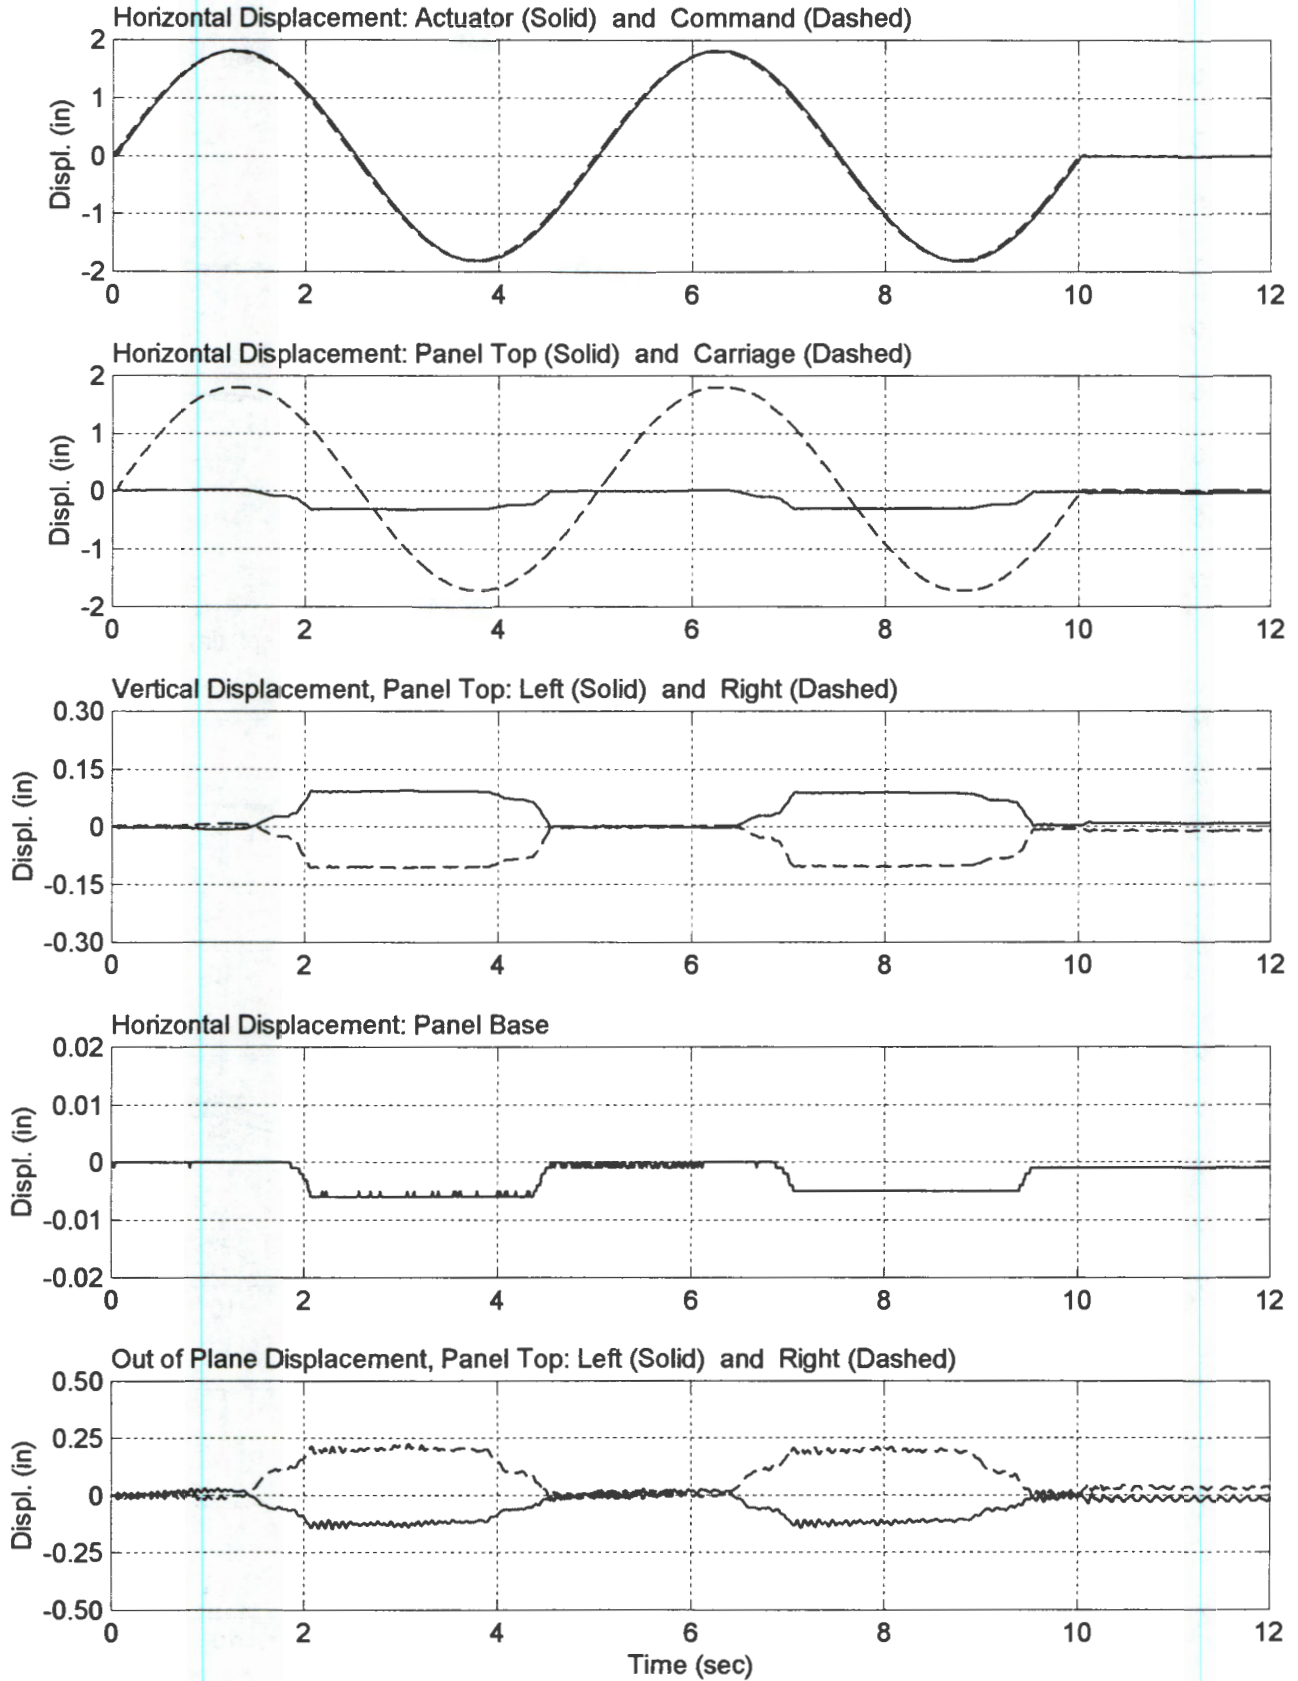 Horizontal Displacement: Actuator (Solid) and Command (Dashed)
2
1
0
-1
-2
Displ. (in)
0 2 4 6 8 10 12
Horizontal Displacement: Panel Top (Solid) and Carriage (Dashed)
2
1
0
-1
-2
Displ. (in)
0 2 4 6 8 10 12
Vertical Displacement, Panel Top: Left (Solid) and Right (Dashed)
0.30
0.15
0
-0.15
-0.30
Displ. (in)
0 2 4 6 8 10 12
Horizontal Displacement: Panel Base
0.02
0.01
0
-0.01
-0.02
Displ. (in)
0 2 4 6 8 10 12
Out of Plane Displacement, Panel Top: Left (Solid) and Right (Dashed)
0.50
0.25
0
-0.25
-0.50
Displ. (in)
0 2 4 6 8 10 12
Time (sec)